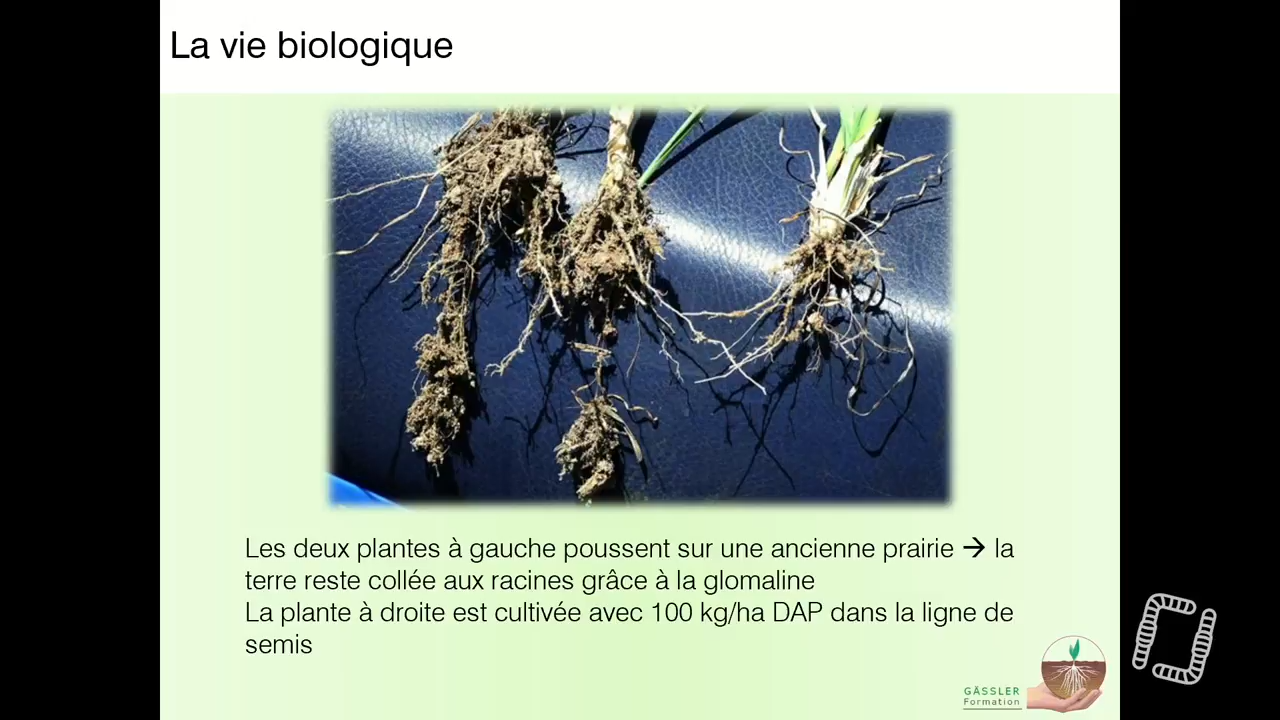 La vie biologique
Les deux plantes à gauche poussent sur une ancienne prairie → la
terre reste collée aux racines grâce à la glomaline
La plante à droite est cultivée avec 100 kg/ha DAP dans la ligne de
semis
GÄSSLER
Formation